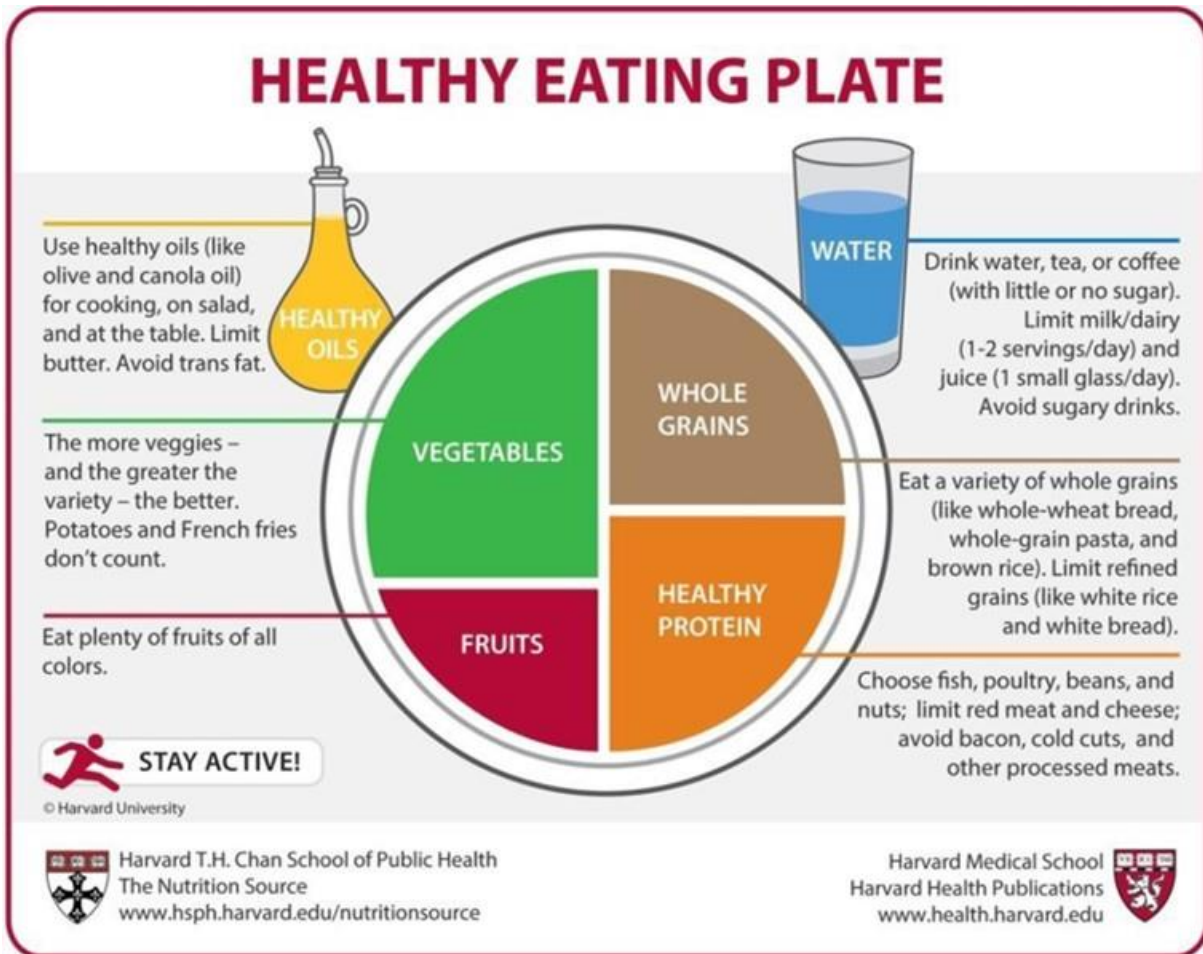 HEALTHY EATING PLATE
Use healthy oils (like
olive and canola oil)
for cooking, on salad,
and at the table. Limit
butter. Avoid trans fat.
HEALTHY
OILS
The more veggies –
and the greater the
variety – the better.
Potatoes and French fries
don't count.
Eat plenty of fruits of all
colors.
VEGETABLES
FRUITS
WHOLE
GRAINS
HEALTHY
PROTEIN
WATER
Drink water, tea, or coffee
(with little or no sugar).
Limit milk/dairy
(1-2 servings/day) and
juice (1 small glass/day).
Avoid sugary drinks.
Eat a variety of whole grains
(like whole-wheat bread,
whole-grain pasta, and
brown rice). Limit refined
grains (like white rice
and white bread).
Choose fish, poultry, beans, and
nuts; limit red meat and cheese;
avoid bacon, cold cuts, and
other processed meats.
STAY ACTIVE!
© Harvard University
Harvard T.H. Chan School of Public Health
The Nutrition Source
www.hsph.harvard.edu/nutritionsource
Harvard Medical School
Harvard Health Publications
www.health.harvard.edu